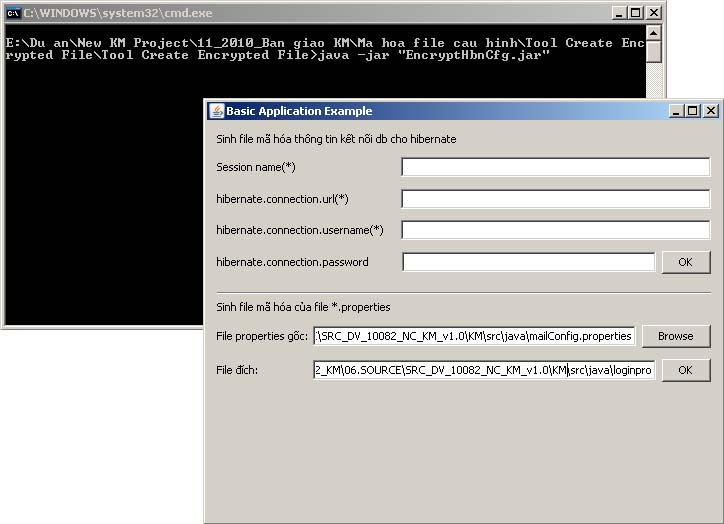 C:\WINDOWS\system32\cmd.exe
E:\Du an\New KM Project\11_2010_Ban giao KM\Ma hoa file cau hinh\Tool Create Enc
rypted File\Tool Create Encrypted File>java -jar "EncryptHbnCfg.jar"
Basic Application Example
Sinh file mã hóa thông tin kết nối db cho hibernate
Session name(*)
hibernate.connection.url(*)
hibernate.connection.username(*)
hibernate.connection.password OK
Sinh file mã hóa của file *.properties
File properties gốc: :\SRC_DV_10082_NC_KM_v1.0\KM\src\java\mailConfig.properties Browse
File đích: 2_KM\06.SOURCE\SRC_DV_10082_NC_KM_v1.0\KM\src\java\loginpro OK